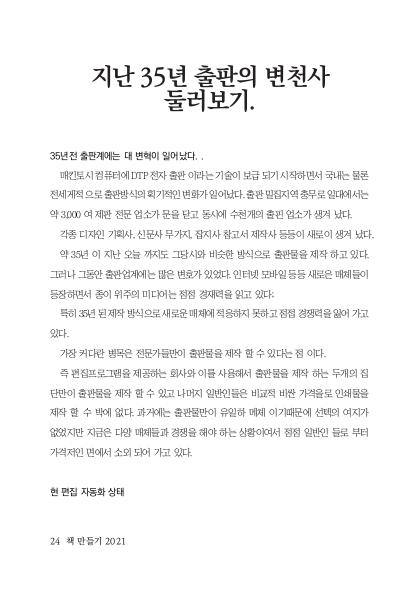 지난 35년 출판의 변천사
둘러보기.
35년전 출판계에는 대 변혁이 일어났다. .
매킨토시 컴퓨터에 DTP 전자 출판 이라는 기술이 보급 되기 시작하면서 국내는 물론
전세계적 으로 출판방식의 획기적인 변화가 일어났다. 출판 밀집지역 충무로 일대에서는
약 3,000 여 제판 전문 업소가 문을 닫고 동시에 수천개의 출핀 업소가 생겨 났다.
각종 디자인 기획사, 신문사 무가지, 잡지사 참고서 제작사 등등이 새로이 생겨 났다.
약 35년 이 지난 오늘 까지도 그당시와 비슷한 방식으로 출판물을 제작 하고 있다.
그러나 그동안 출판업계에는 많은 변호가 있었다. 인터넷 모바일 등등 새로은 매체들이
등장하면서 종이 위주의 미디어는 점점 경재력을 읽고 있다;
특히 35년 된 제작 방식으로 새로운 매체에 적응하지 못하고 점점 경쟁력을 잃어 가고
있다.
가장 커다란 병목은 전문가들만이 출판물을 제작 할 수 있다는 점 이다.
즉 편집프로그램을 제공하는 회사와 이를 사용해서 출판물을 제작 하는 두개의 집
단만이 출판물을 제작 할 수 있고 나머지 일반인들은 비교적 비싼 가격을로 인쇄물을
제작 할 수 박에 없다. 과거에는 출판물만이 유일하 메체 이기때문에 선택의 여지가
없었지만 지금은 다양 매체들과 경쟁을 해야 하는 상황이여서 점점 일반인 들로 부터
가격저인 면에서 소외 되어 가고 있다.
현 편집 자동화 상태
24 책 만들기 2021